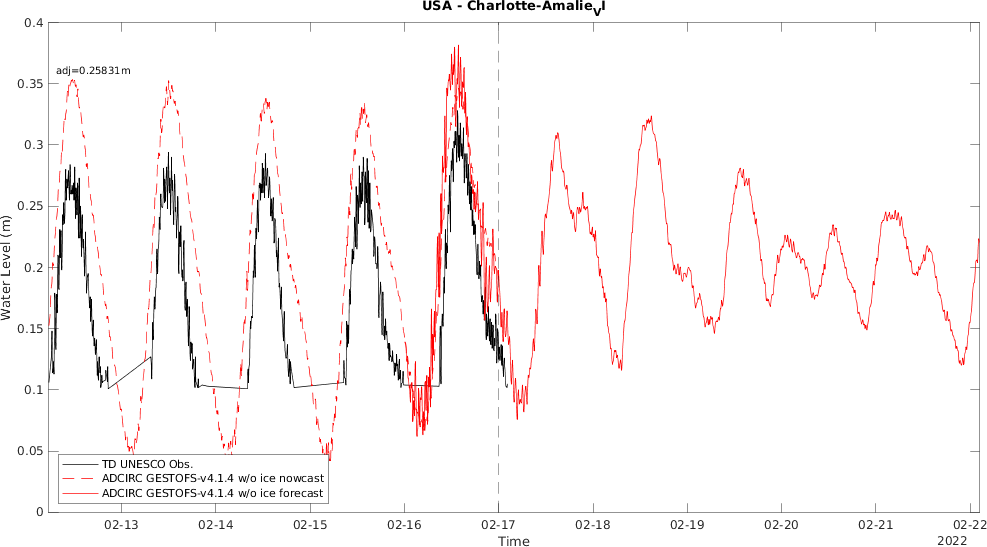 USA - Charlotte-Amalie_VI
0.4
adj=0.25831m
0.35
0.3
0.25
0.2
0.15
0.1
0.05
0
Water Level (m)
TD UNESCO Obs.
ADCIRC GESTOFS-v4.1.4 w/o ice nowcast
ADCIRC GESTOFS-v4.1.4 w/o ice forecast
02-13 02-14 02-15 02-16 02-17 02-18 02-19 02-20 02-21 02-22
Time
2022